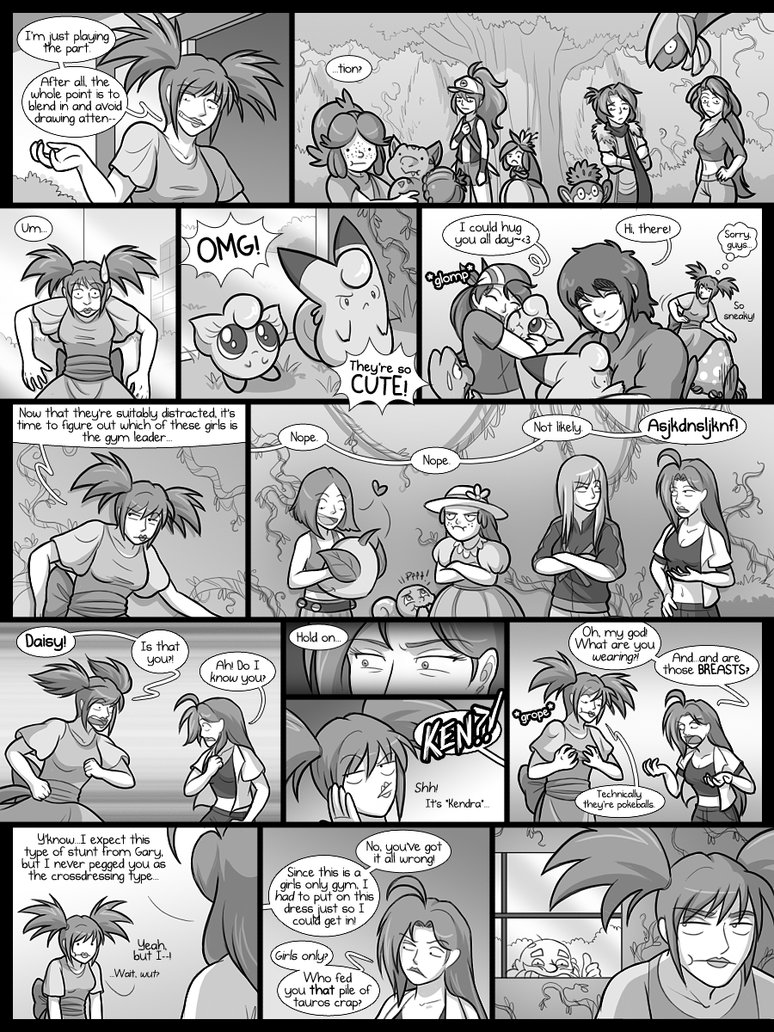 I'm just playing
the part.
After all, the
whole point is to
blend in and avoid
drawing atten--
...tion?
Um...
OMG!
They're so
CUTE!
I could hug
you all day~<3
*glomp*
Hi, there!
Sorry,
guys...
So
sneaky!
Now that they're suitably distracted, it's
time to figure out which of these girls is
the gym leader...
Nope.
Nope.
Not likely.
Asjkdnsljknf!
Pfft!
Daisy!
Is that
you?!
Ah! Do I
know you?
Hold on...
KEN?!
Shh!
It's "Kendra"...
Oh, my god!
What are you
wearing?!
And...and are
those BREASTS?
*grope*
Technically
they're pokeballs.
Y'know...I expect this
type of stunt from Gary,
but I never pegged you as
the crossdressing type...
Yeah,
but I--!
...Wait, wut?
No, you've got
it all wrong!
Since this is a
girls only gym, I
had to put on this
dress just so I
could get in!
Girls only?
Who fed
you that pile of
tauros crap?